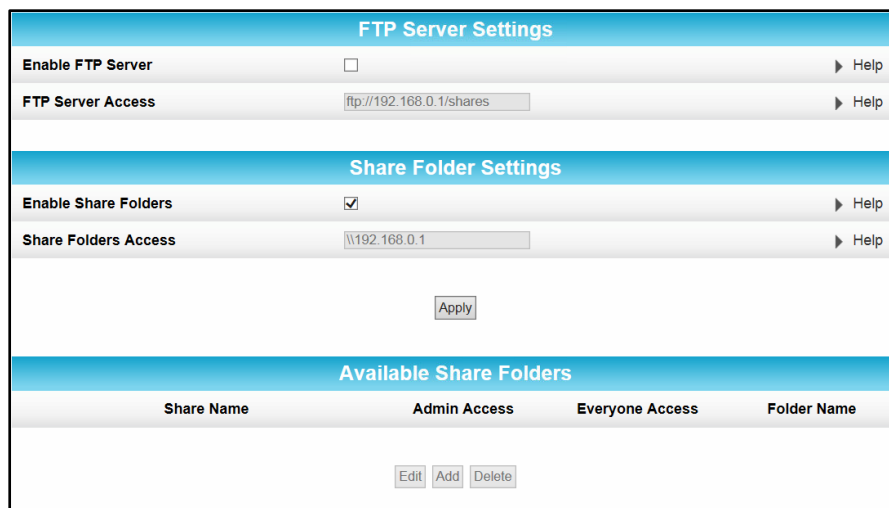 FTP Server Settings
Enable FTP Server Help
FTP Server Access ftp://192.168.0.1/shares Help
Share Folder Settings
Enable Share Folders Help
Share Folders Access \\192.168.0.1 Help
Apply
Available Share Folders
Share Name Admin Access Everyone Access Folder Name
Edit Add Delete